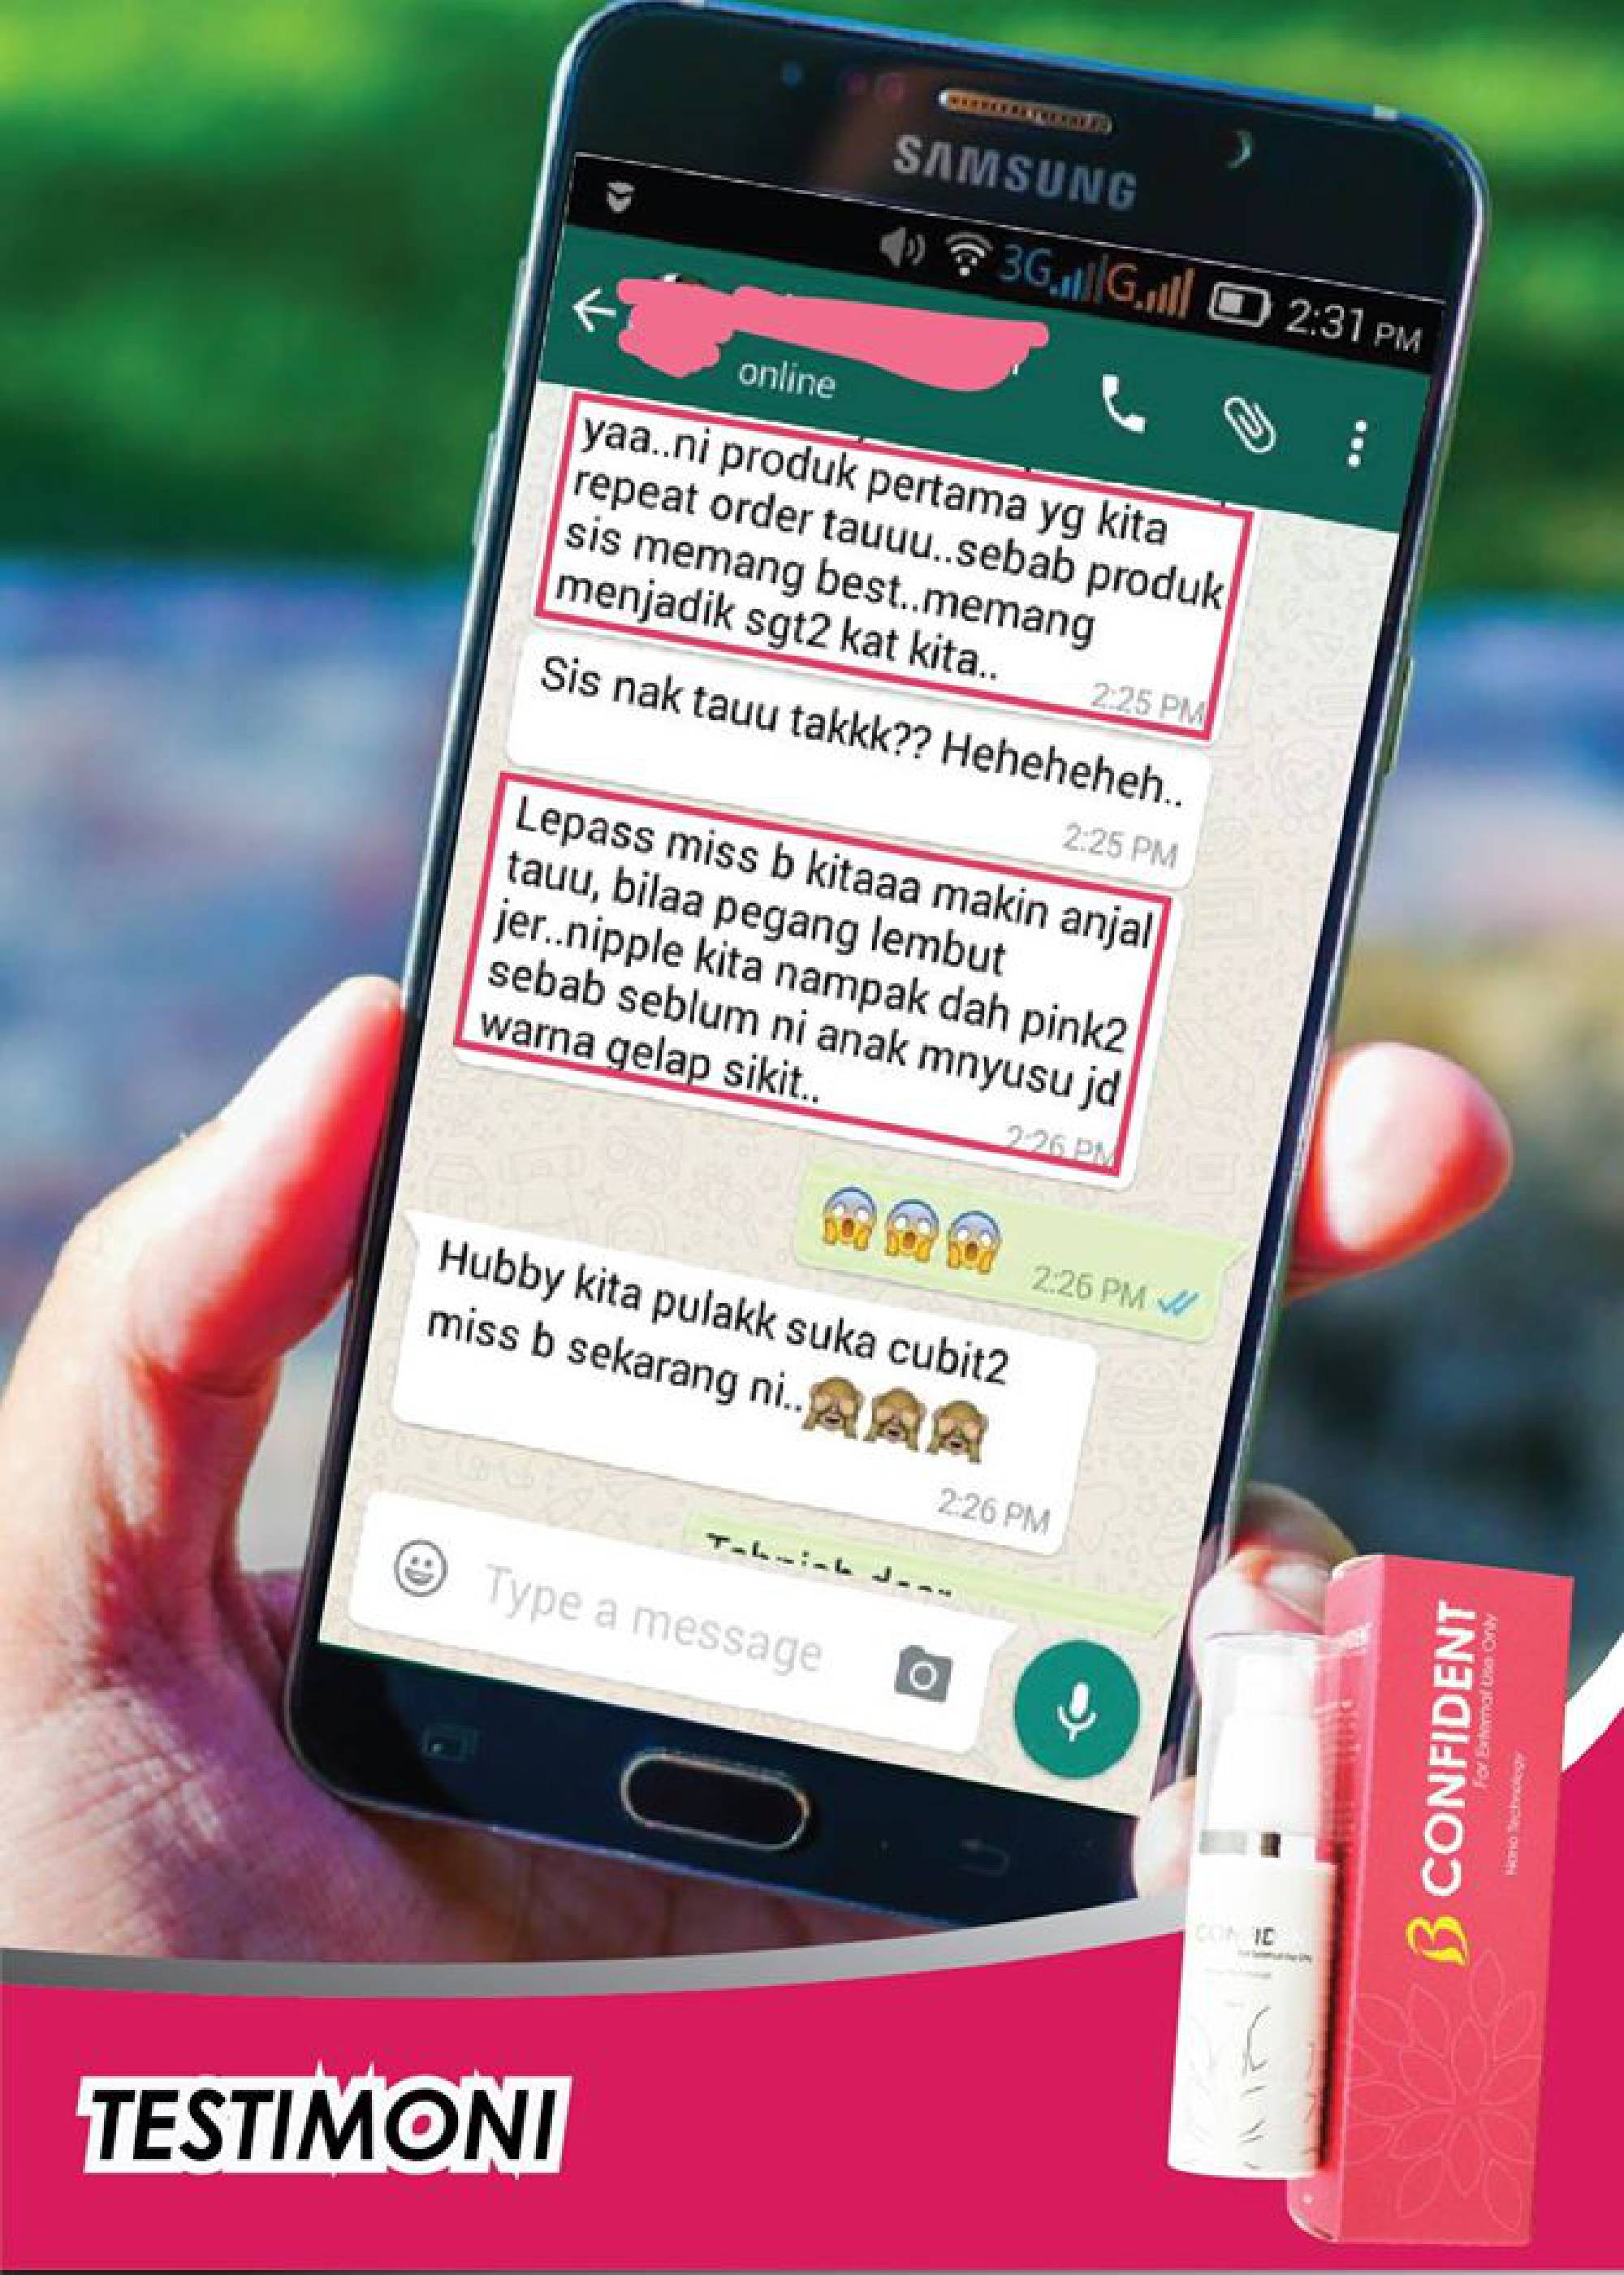 SAMSUNG
3G G 2:31 PM
online
yaa..ni produk pertama yg kita
repeat order tauuu..sebab produk
sis memang best..memang
menjadik sgt2 kat kita..
2:25 PM
Sis nak tauu takkk?? Heheheheh..
2:25 PM
Lepass miss b kitaaa makin anjal
tauu, bilaa pegang lembut
jer..nipple kita nampak dah pink2
sebab seblum ni anak mnyusu jd
warna gelap sikit..
2:26 PM
2:26 PM
Hubby kita pulakk suka cubit2
miss b sekarang ni..
2:26 PM
Type a message
B CONFIDENT
For External Use Only
Nano Technology
TESTIMONI